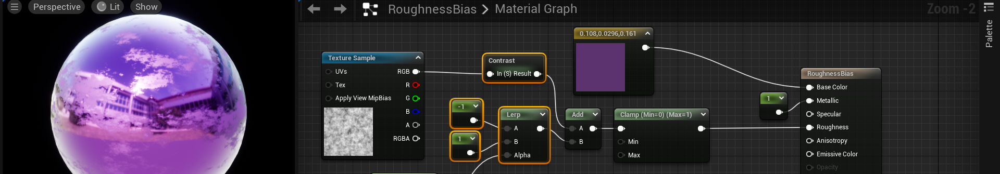 Perspective
Lit
Show
RoughnessBias > Material Graph
Zoom -2
Palette
0.108,0.0296,0.161
Texture Sample
UVs
Tex
Apply View MipBias
RGB
R
G
B
A
RGBA
Contrast
In (S) Result
-1
1
Lerp
A
B
Alpha
Add
A
B
Clamp (Min=0) (Max=1)
Min
Max
1
RoughnessBias
Base Color
Metallic
Specular
Roughness
Anisotropy
Emissive Color
Opacity